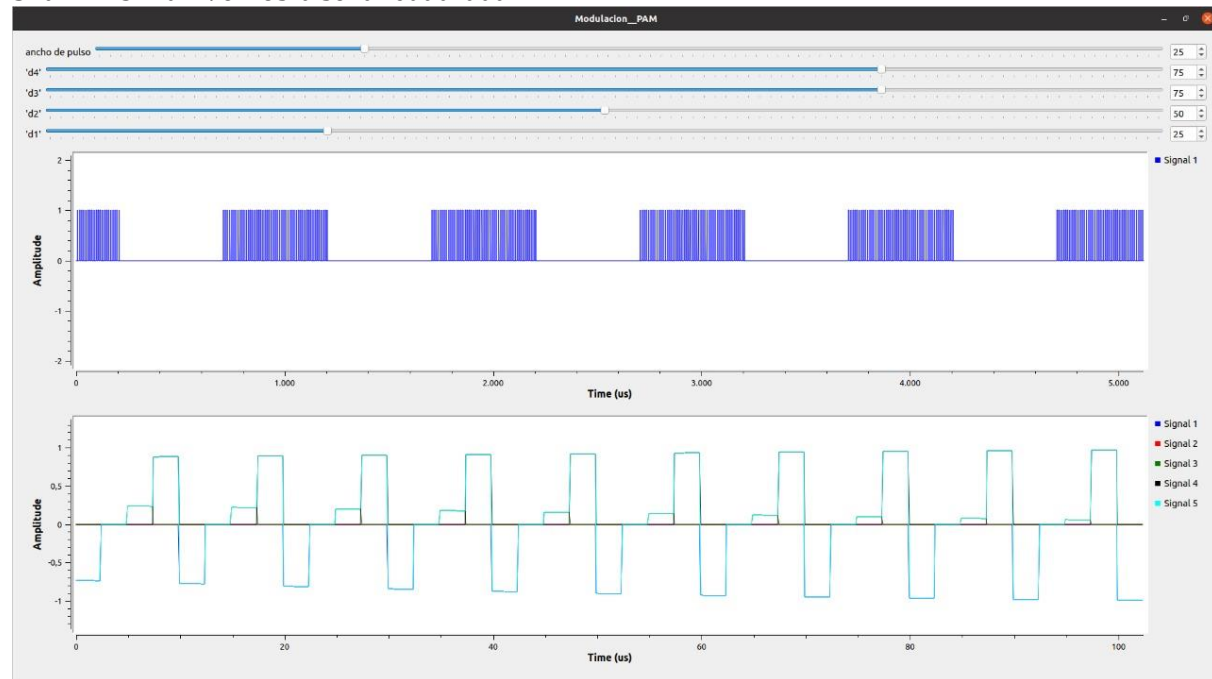 Modulacion__PAM
ancho de pulso 25
'd4' 75
'd3' 75
'd2' 50
'd1' 25
2
1
0
-1
-2
Amplitude
Signal 1
0 1.000 2.000 3.000 4.000 5.000
Time (us)
1
0,5
0
-0,5
-1
Amplitude
Signal 1
Signal 2
Signal 3
Signal 4
Signal 5
0 20 40 60 80 100
Time (us)